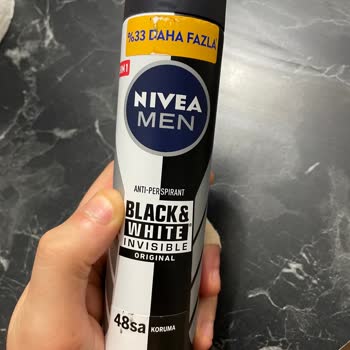 %33 DAHA FAZLA
NIVEA
MEN
ANTI-PERSPIRANT
BLACK&
WHITE
INVISIBLE
ORIGINAL
48sa KORUMA